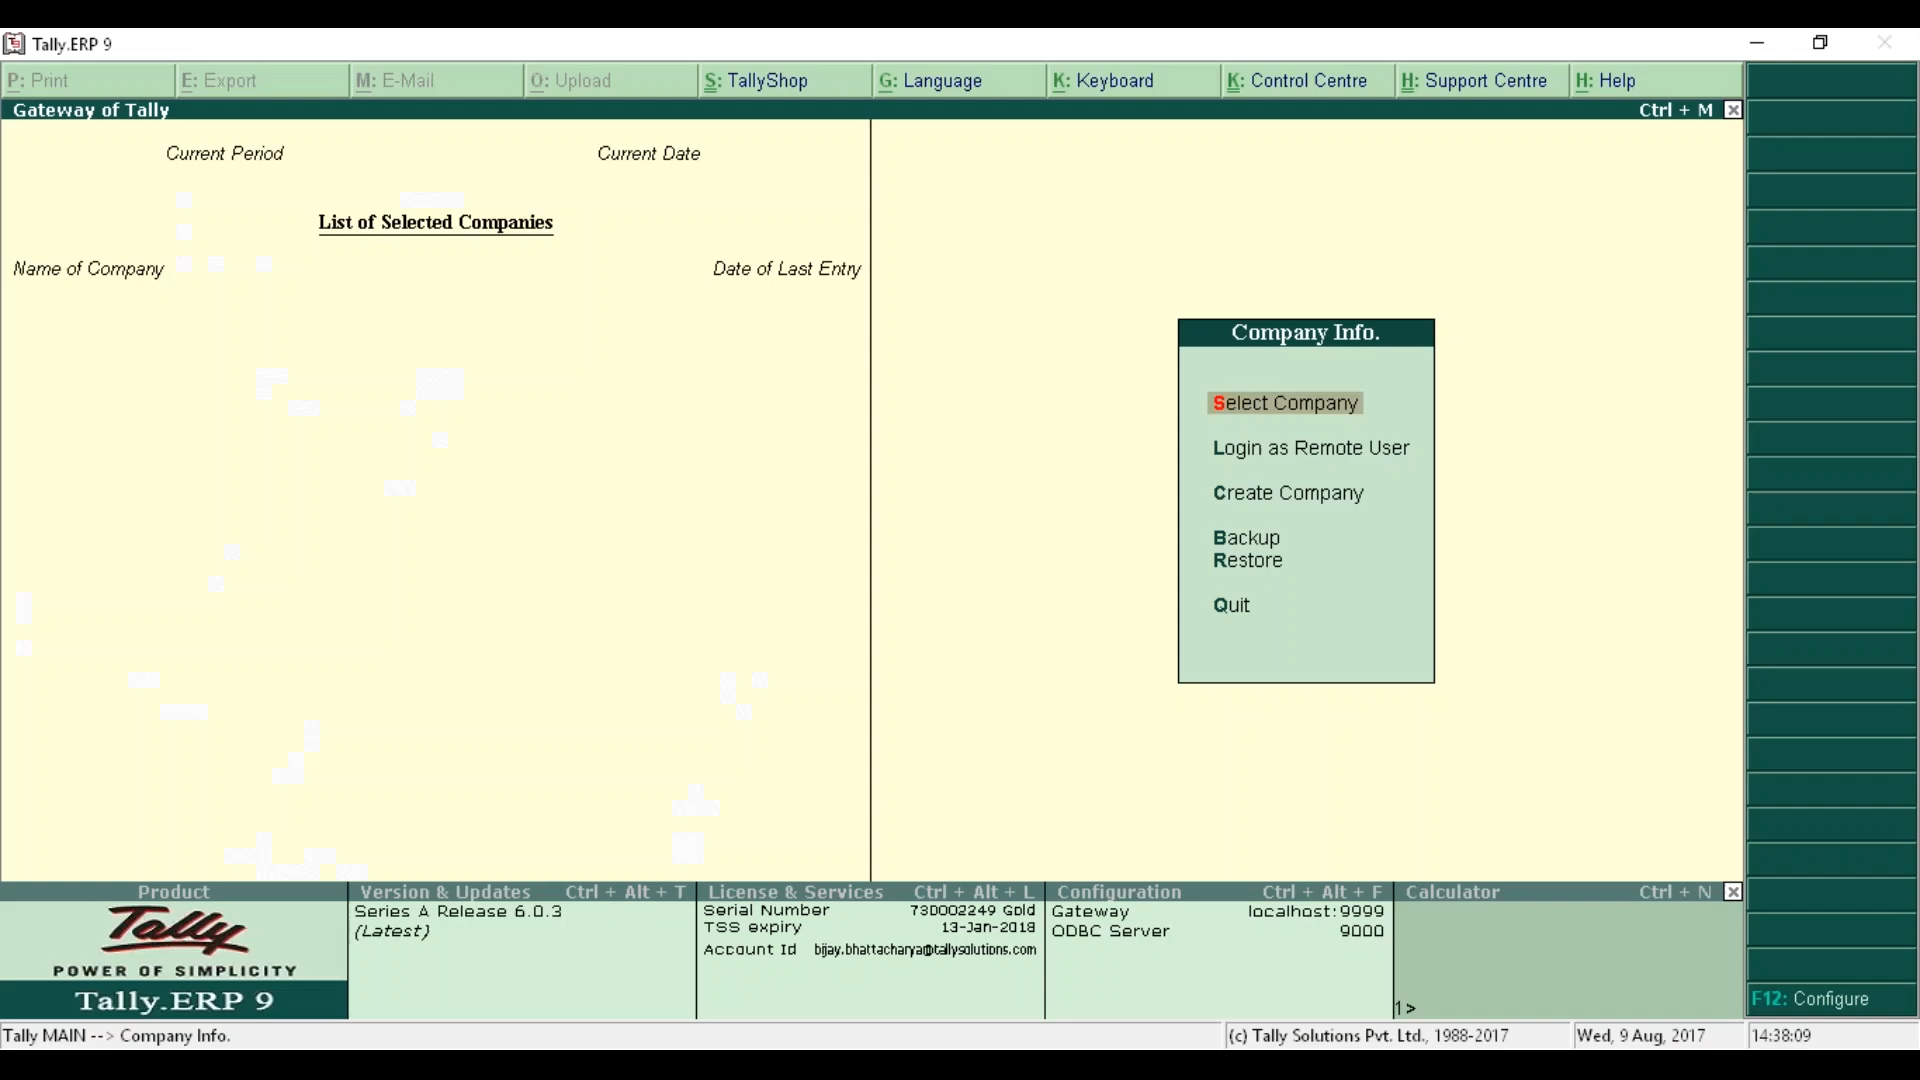 Tally.ERP 9
P: Print E: Export M: E-Mail O: Upload S: TallyShop G: Language K: Keyboard K: Control Centre H: Support Centre H: Help
Gateway of Tally Ctrl + M
Current Period Current Date
List of Selected Companies
Name of Company Date of Last Entry
Company Info.
Select Company
Login as Remote User
Create Company
Backup
Restore
Quit
Product Version & Updates Ctrl + Alt + T License & Services Ctrl + Alt + L Configuration Ctrl + Alt + F Calculator Ctrl + N
Tally
POWER OF SIMPLICITY
Tally.ERP 9
Series A Release 6.0.3
(Latest)
Serial Number 730002249 Gold
TSS expiry 13-Jan-2018
Account Id bijay.bhattacharya@tallysolutions.com
Gateway localhost:9999
ODBC Server 9000
1>
F12: Configure
Tally MAIN --> Company Info. (c) Tally Solutions Pvt. Ltd., 1988-2017 Wed, 9 Aug, 2017 14:38:09